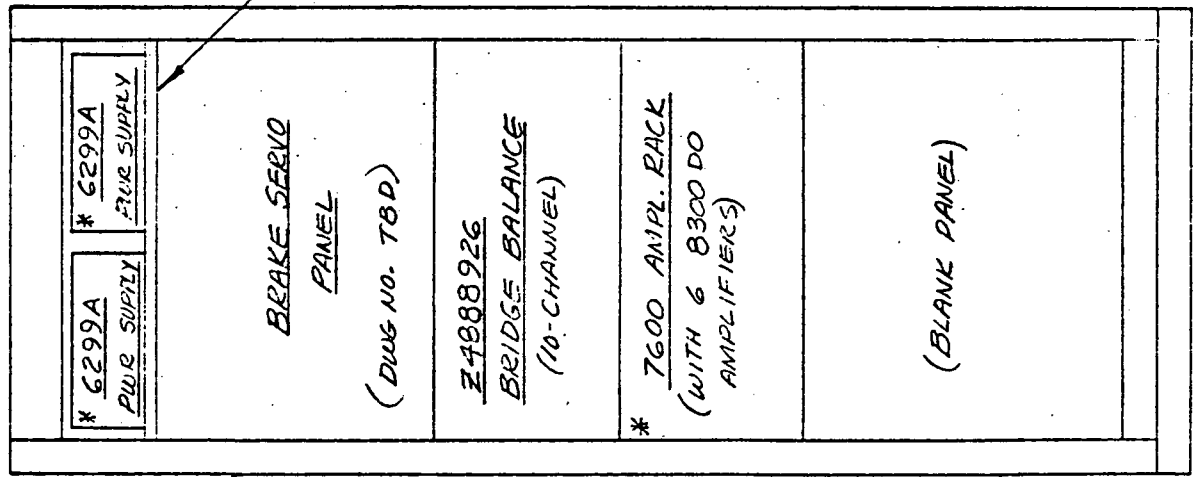 * 6299A
PWR SUPPLY
* 6299A
PWR SUPPLY
BRAKE SERVO
PANEL
(DWG NO. TBD)
Z4888926
BRIDGE BALANCE
(10-CHANNEL)
* 7600 AMPL. RACK
(WITH 6 8300 DO
AMPLIFIERS)
(BLANK PANEL)